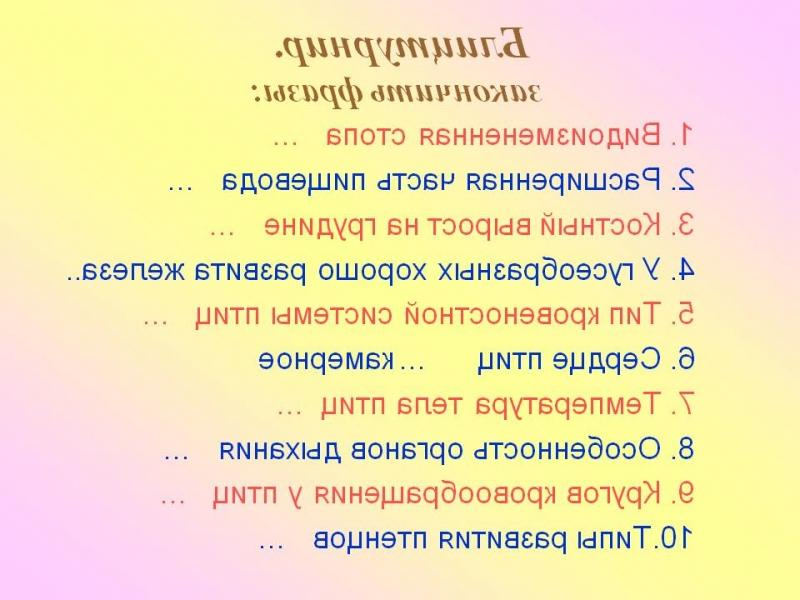 Блицтурнир.
закончить фразы:
1. Видоизмененная стопа ...
2. Расширенная часть пищевода ...
3. Костный вырост на грудине ...
4. У гусеобразных хорошо развита железа..
5. Тип кровеностной системы птиц ...
6. Сердце птиц ...камерное
7. Температура тела птиц ...
8. Особенность органов дыхания ...
9. Кругов кровообращения у птиц ...
10.Типы развития птенцов ...